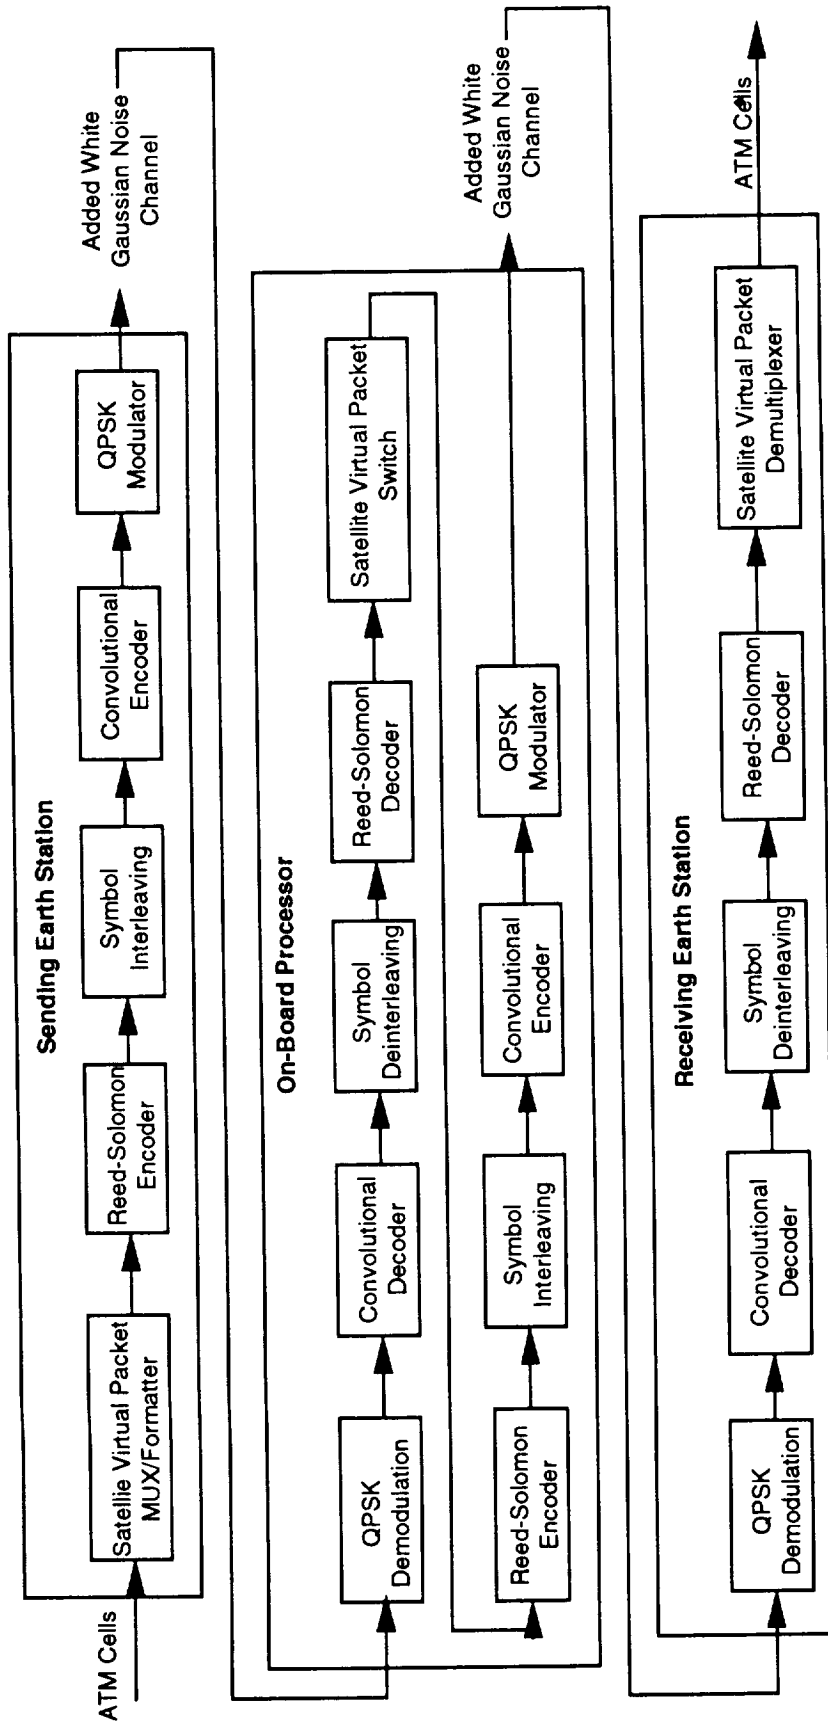 Sending Earth Station
ATM Cells
Satellie Virtual Packet
MUX/Formatter
Reed-Solomon
Encoder
Symbol
Interleaving
Convolutional
Encoder
QPSK
Modulator
Added White
Gaussian Noise
Channel
On-Board Processor
QPSK
Demodulation
Convolutional
Decoder
Symbol
Deinterleaving
Reed-Solomon
Decoder
Satellite Virtual Packet
Switch
Reed-Solomon
Encoder
Symbol
Interleaving
Convolutional
Encoder
QPSK
Modulator
Added White
Gaussian Noise
Channel
Receiving Earth Station
QPSK
Demodulation
Convolutional
Decoder
Symbol
Deinterleaving
Reed-Solomon
Decoder
Satellite Virtual Packet
Demultiplexer
ATM Cells